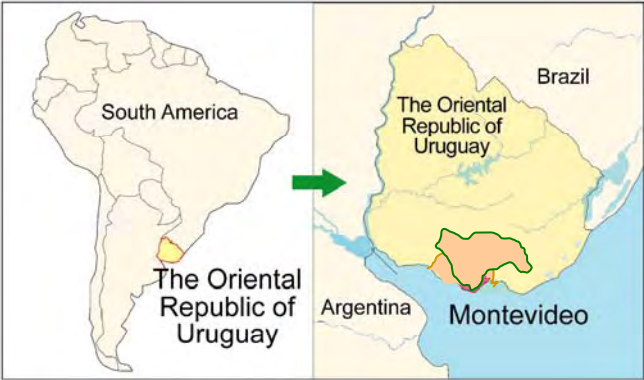 South America
The Oriental
Republic of
Uruguay
Brazil
The Oriental
Republic of
Uruguay
Argentina
Montevideo